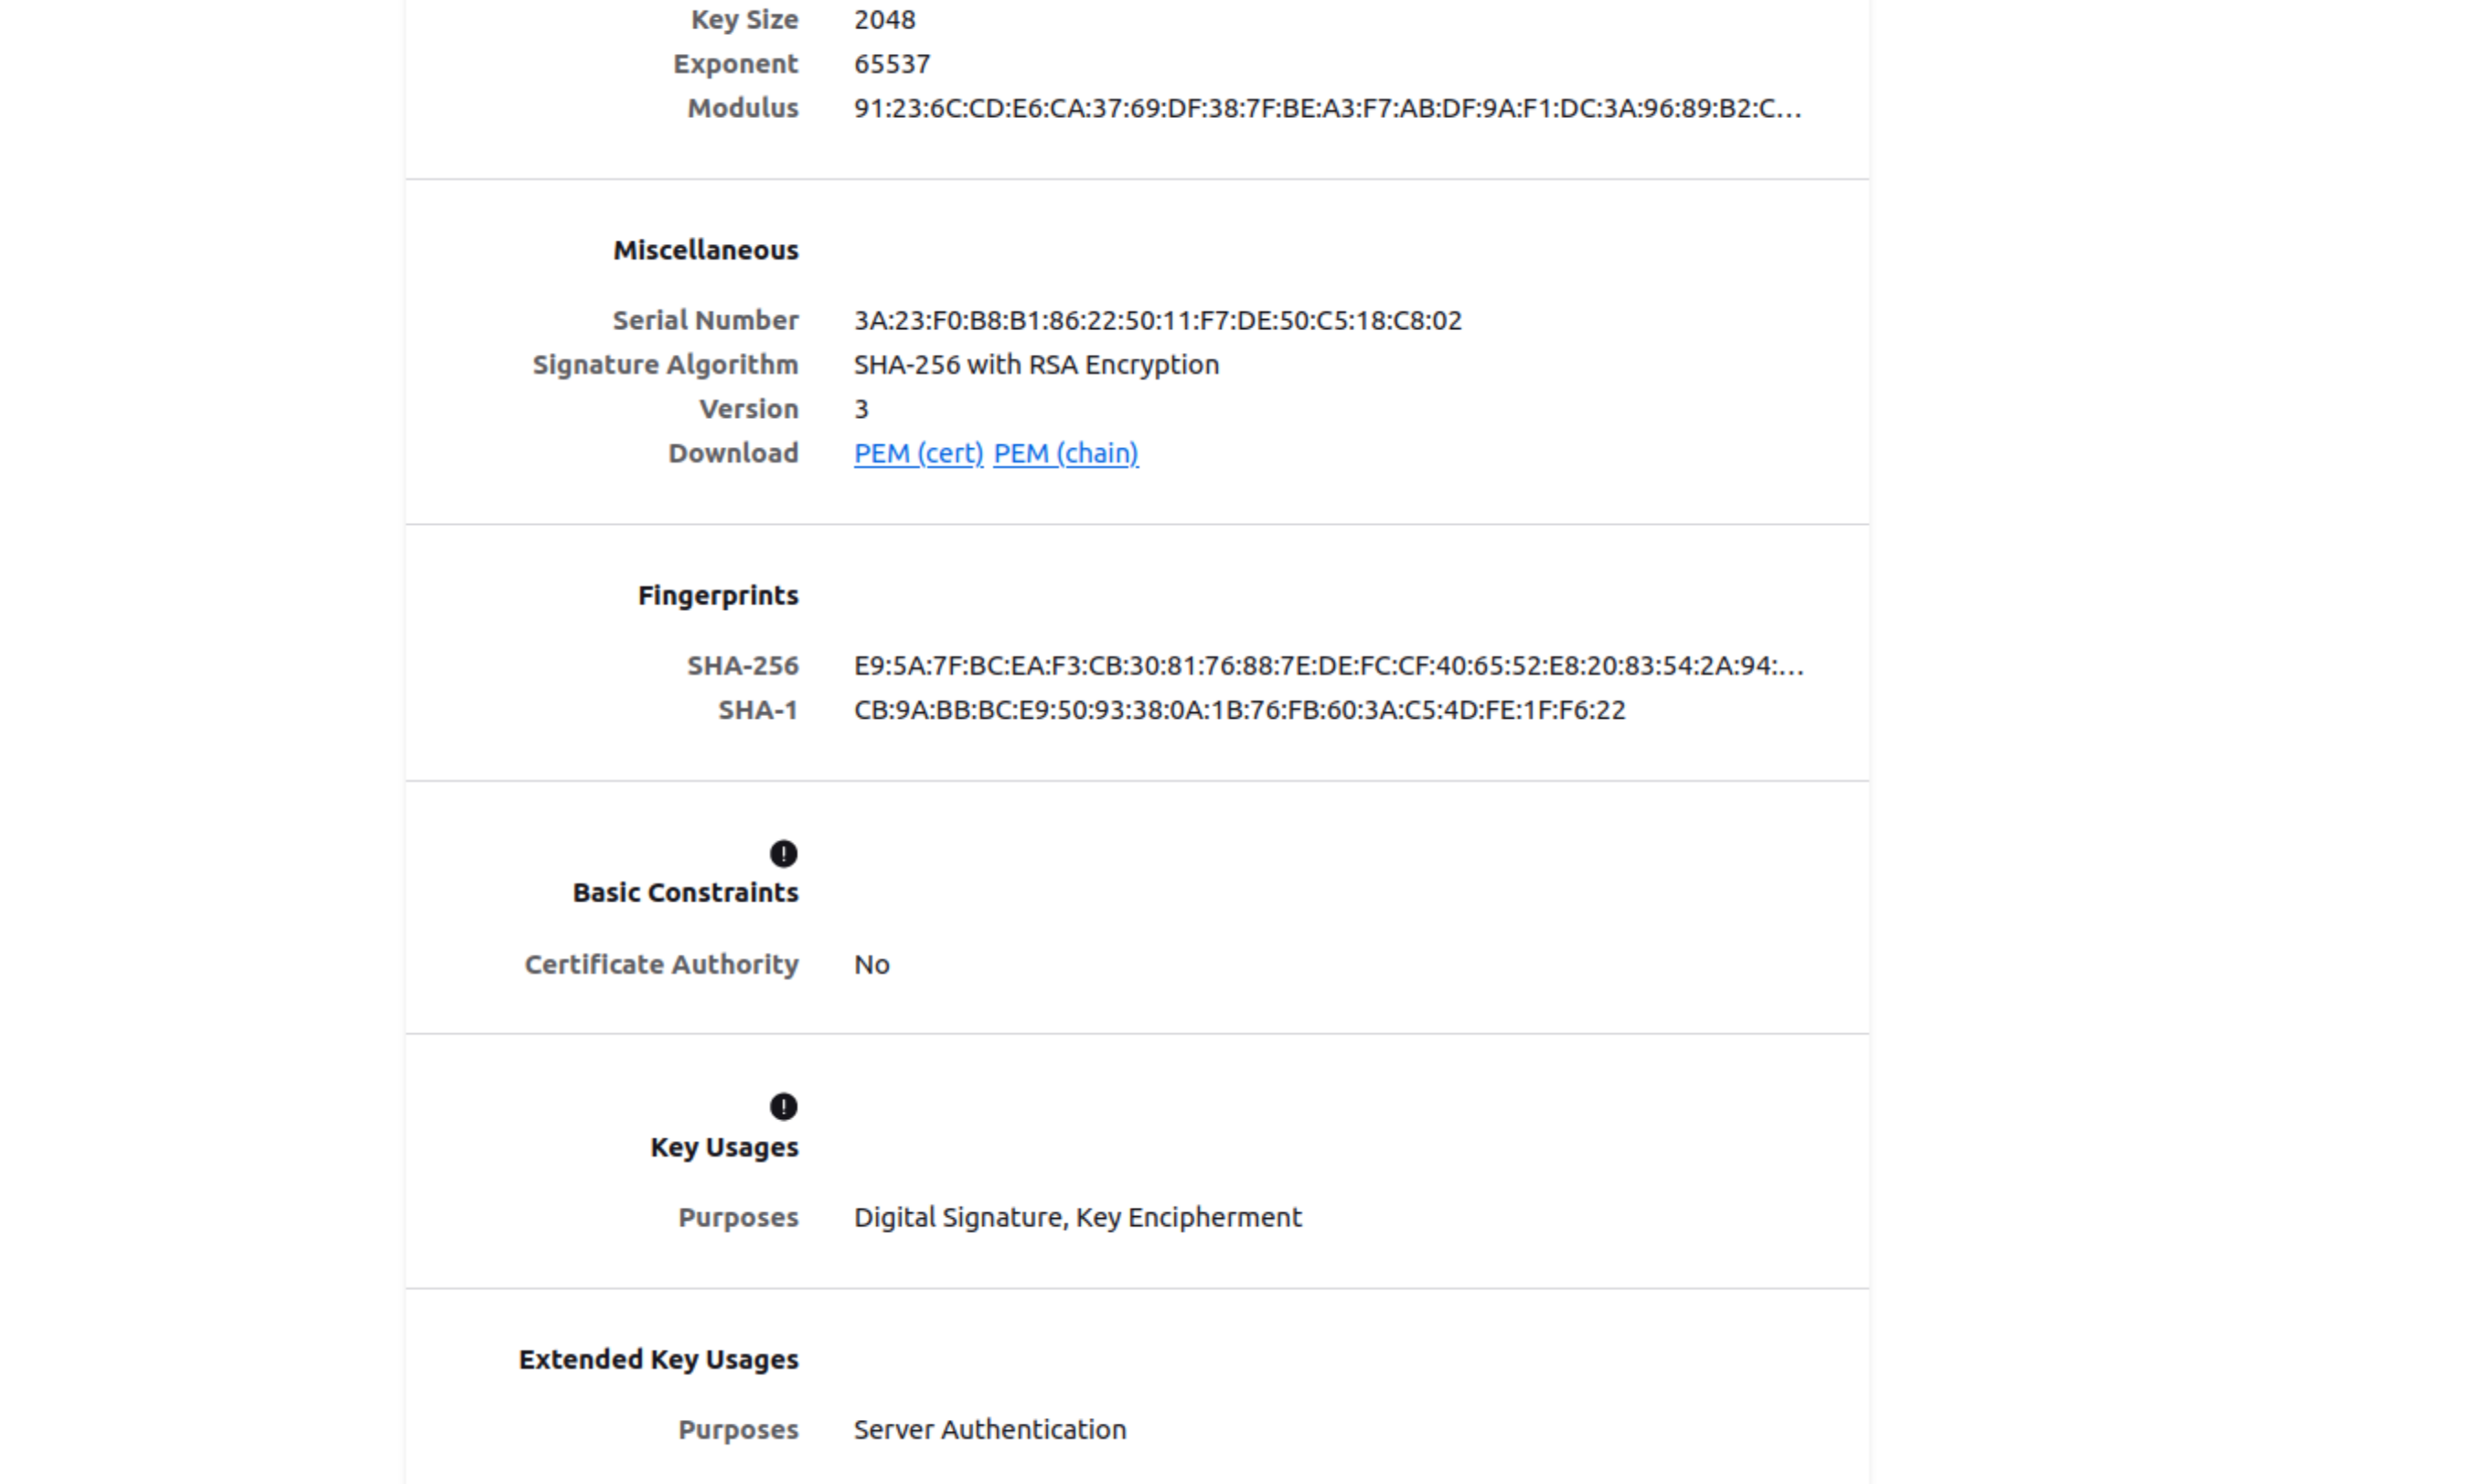 Key Size 2048
Exponent 65537
Modulus 91:23:6C:CD:E6:CA:37:69:DF:38:7F:BE:A3:F7:AB:DF:9A:F1:DC:3A:96:89:B2:C...
Miscellaneous
Serial Number 3A:23:F0:B8:B1:86:22:50:11:F7:DE:50:C5:18:C8:02
Signature Algorithm SHA-256 with RSA Encryption
Version 3
Download PEM (cert) PEM (chain)
Fingerprints
SHA-256 E9:5A:7F:BC:EA:F3:CB:30:81:76:88:7E:DE:FC:CF:40:65:52:E8:20:83:54:2A:94:...
SHA-1 CB:9A:BB:BC:E9:50:93:38:0A:1B:76:FB:60:3A:C5:4D:FE:1F:F6:22
Basic Constraints
Certificate Authority No
Key Usages
Purposes Digital Signature, Key Encipherment
Extended Key Usages
Purposes Server Authentication